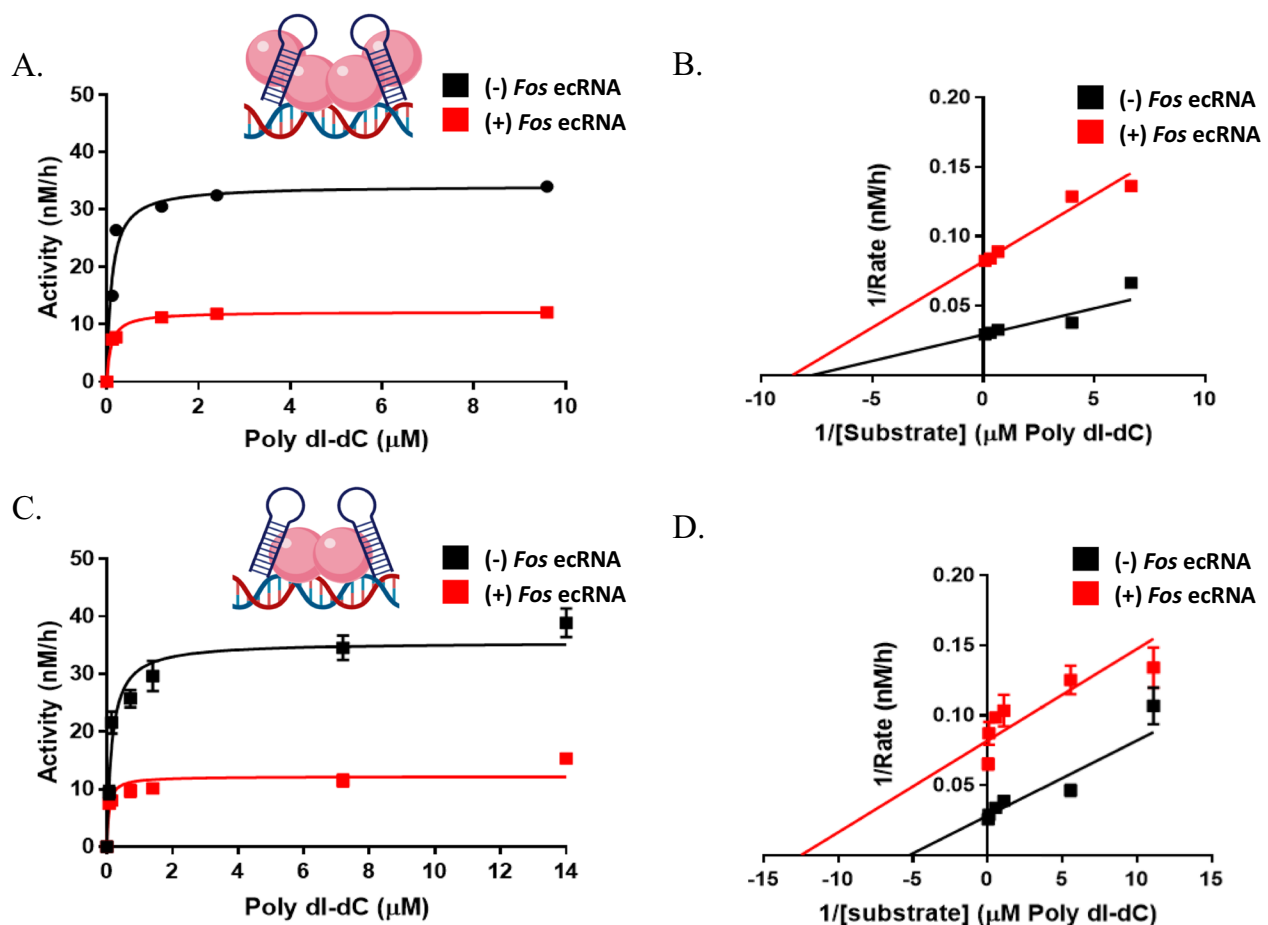 A.
(-) Fos ecRNA
(+) Fos ecRNA
50
40
30
20
10
0
Activity (nM/h)
0 2 4 6 8 10
Poly dI-dC (μM)
B.
(-) Fos ecRNA
(+) Fos ecRNA
0.20
0.15
0.10
0.05
1/Rate (nM/h)
-10 -5 0 5 10
1/[Substrate] (μM Poly dI-dC)
C.
(-) Fos ecRNA
(+) Fos ecRNA
50
40
30
20
10
0
Activity (nM/h)
0 2 4 6 8 10 12 14
Poly dI-dC (μM)
D.
(-) Fos ecRNA
(+) Fos ecRNA
0.20
0.15
0.10
0.05
1/Rate (nM/h)
-15 -10 -5 0 5 10 15
1/[substrate] (μM Poly dI-dC)